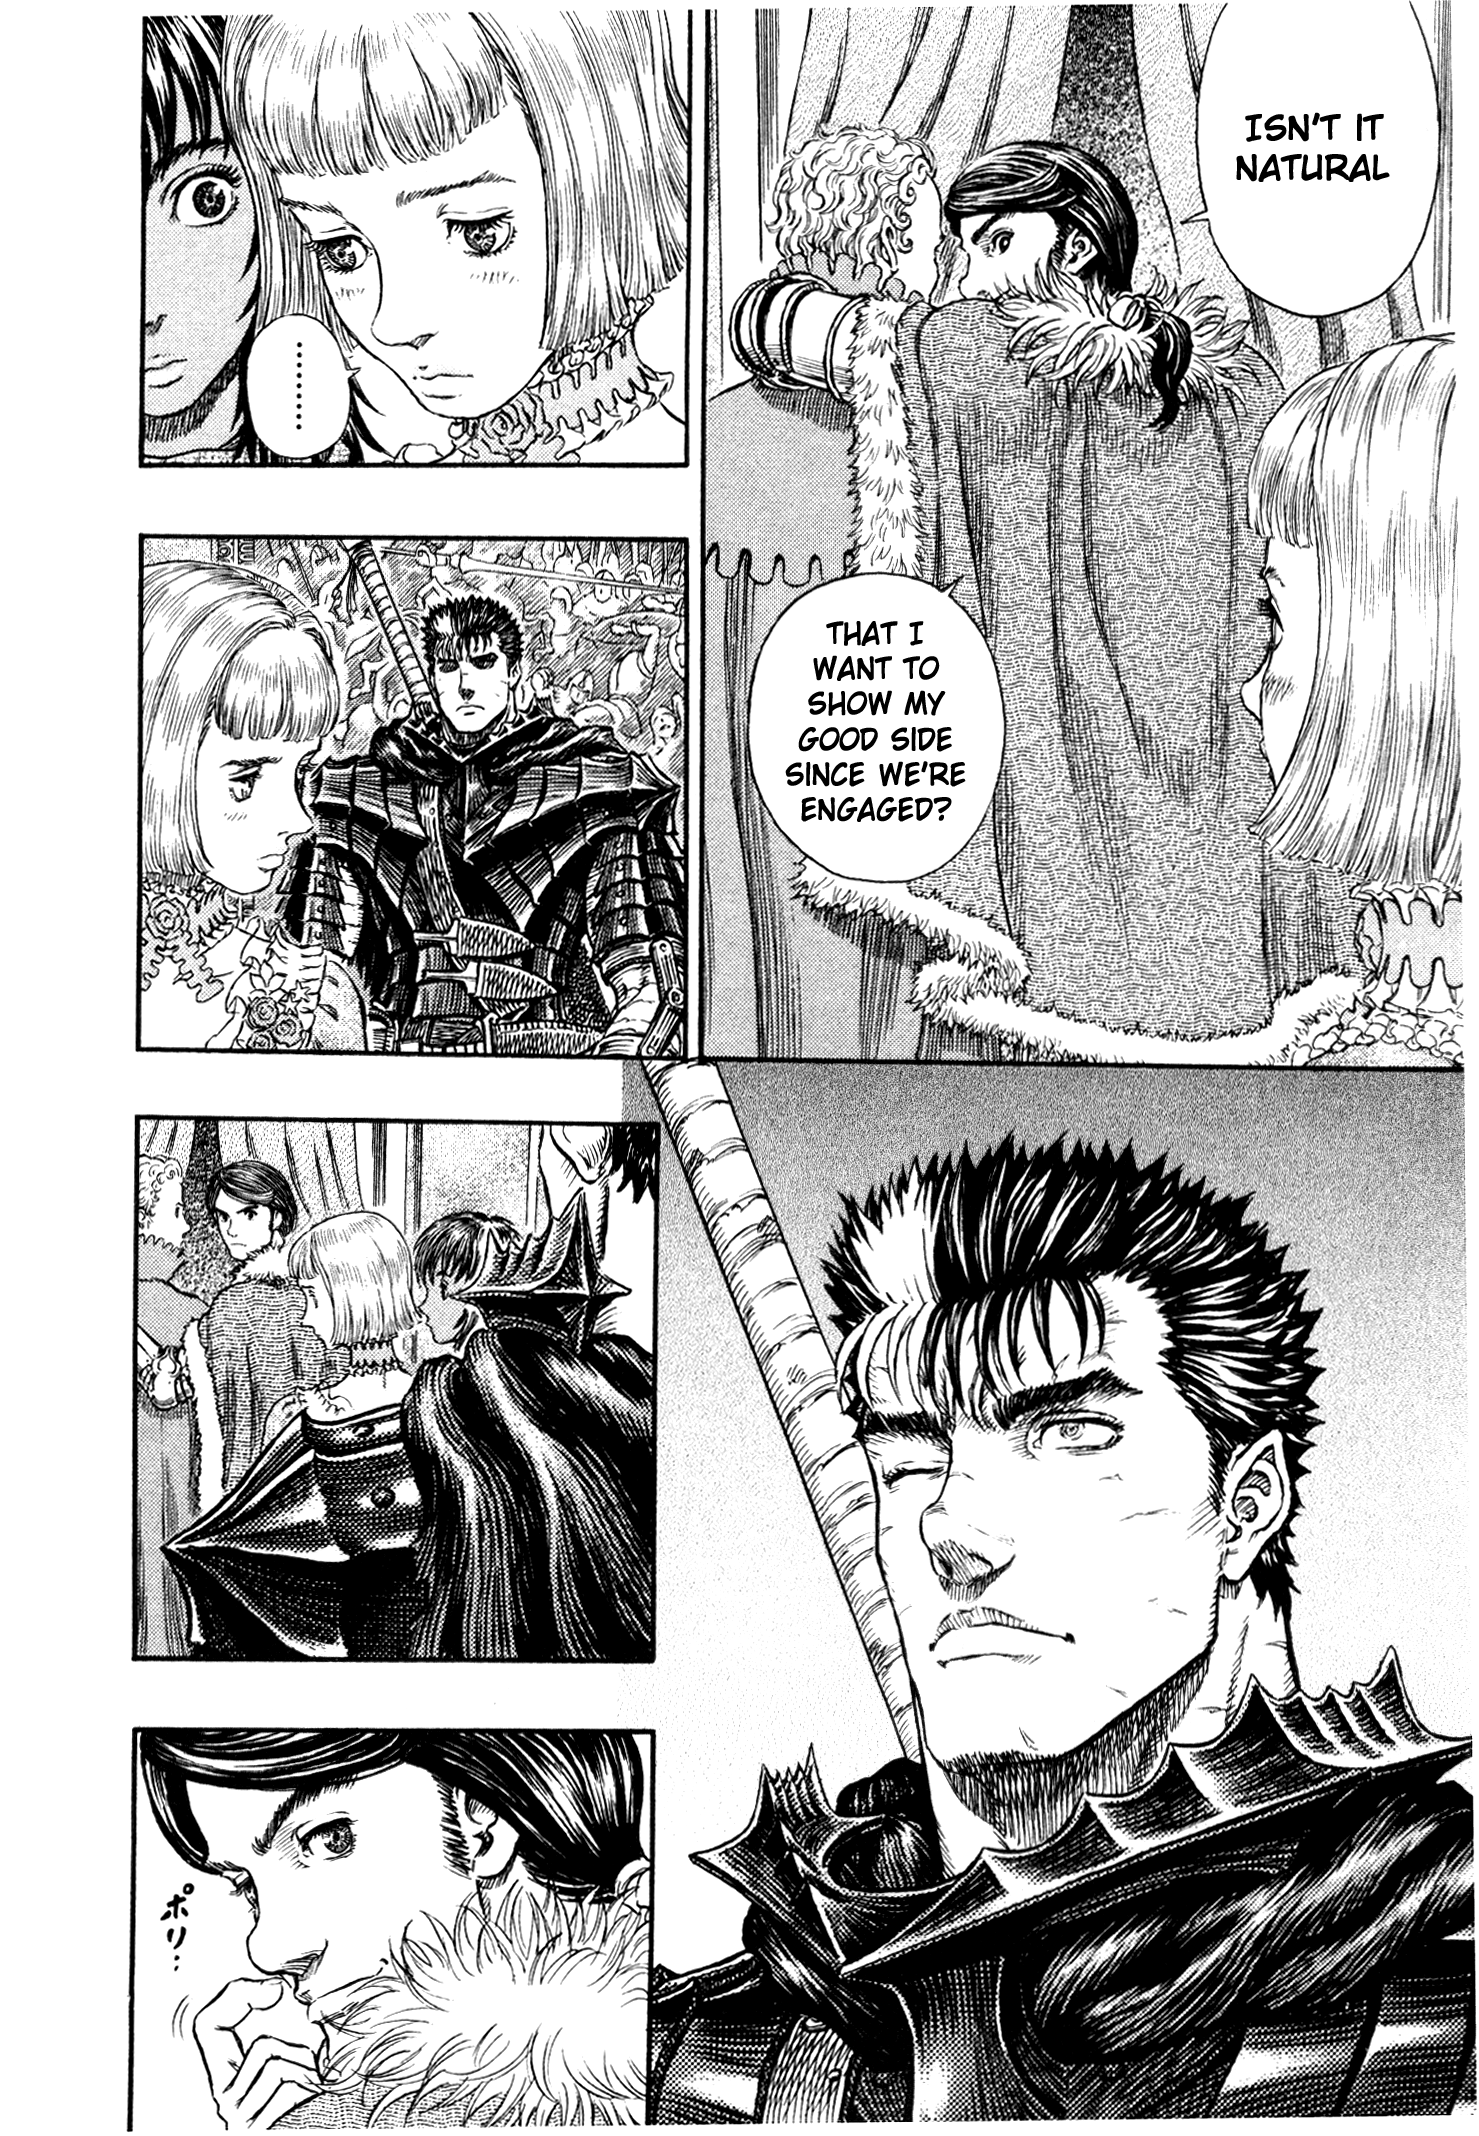 ISN'T IT
NATURAL
THAT I
WANT TO
SHOW MY
GOOD SIDE
SINCE WE'RE
ENGAGED?
.........
ポリ…